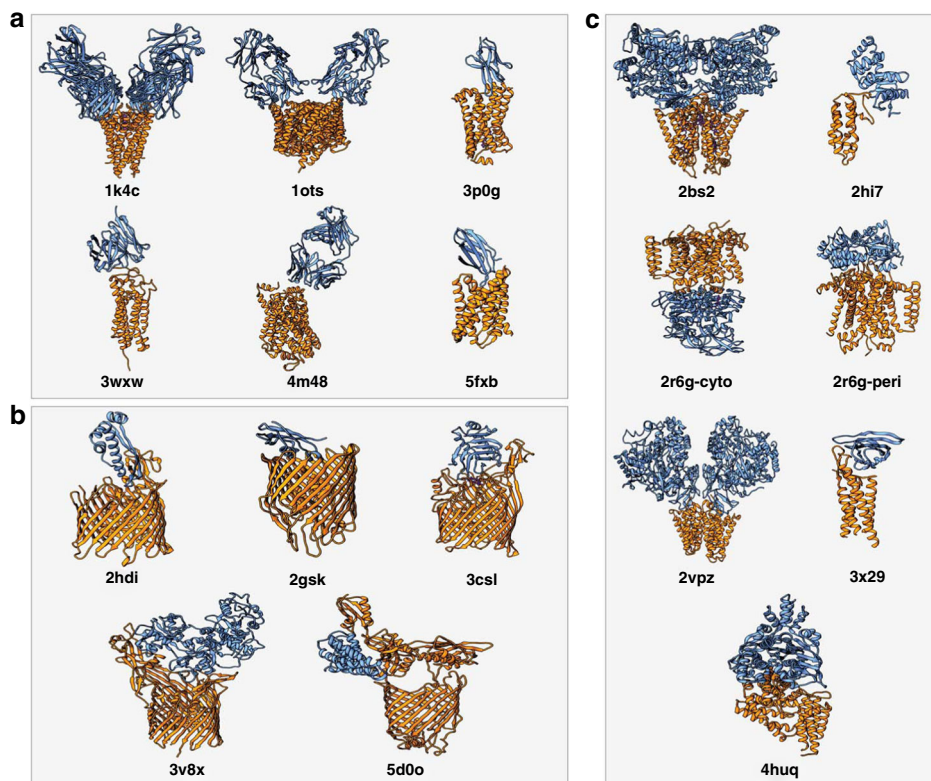 a
1k4c
1ots
3p0g
3wxw
4m48
5fxb
b
2hdi
2gsk
3csl
3v8x
5d0o
c
2bs2
2hi7
2r6g-cyto
2r6g-peri
2vpz
3x29
4huq